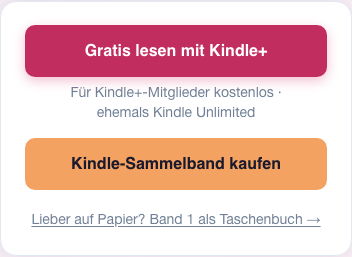 Gratis lesen mit Kindle+
Für Kindle+-Mitglieder kostenlos ·
ehemals Kindle Unlimited
Kindle-Sammelband kaufen
Lieber auf Papier? Band 1 als Taschenbuch →